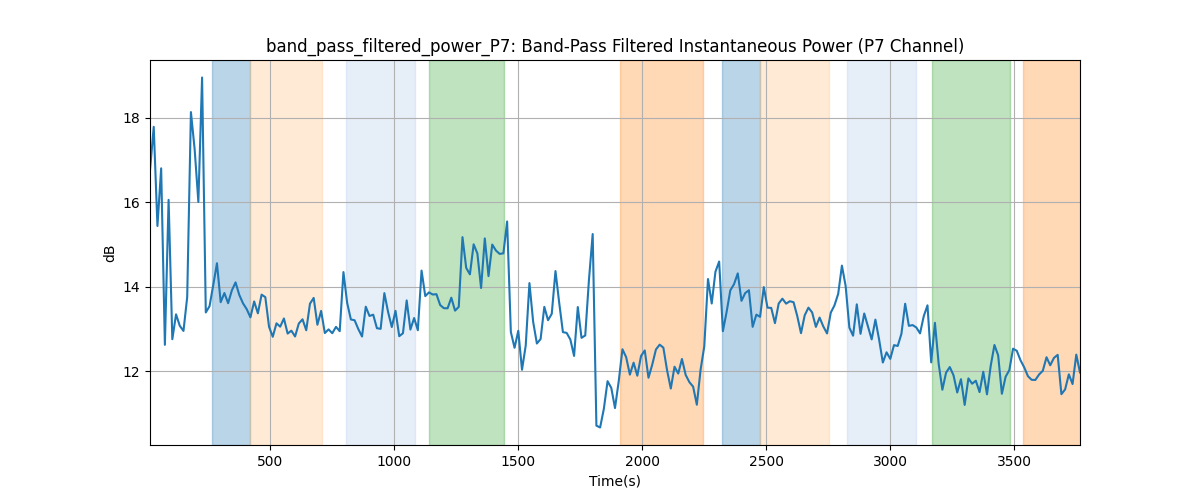 band_pass_filtered_power_P7: Band-Pass Filtered Instantaneous Power (P7 Channel)
18
16
14
12
dB
500 1000 1500 2000 2500 3000 3500
Time(s)